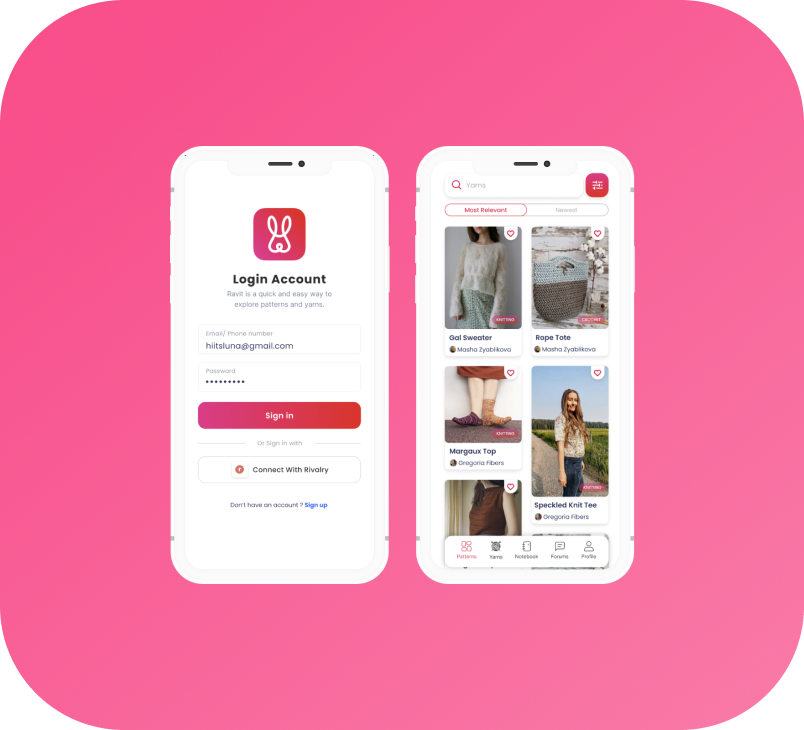 Login Account
Ravit is a quick and easy way to
explore patterns and yarns.
Email/ Phone number
hiitsluna@gmail.com
Password
Sign in
Or Sign in with
Connect With Rivalry
Don't have an account ? Sign up
Yarns
Most Relevant
Newest
KNITTING
CROCHET
Gal Sweater
Masha Zyablikova
Rope Tote
Masha Zyablikova
KNITTING
Margaux Top
Gregoria Fibers
KNITTING
Speckled Knit Tee
Gregoria Fibers
Patterns
Yarns
Notebook
Forums
Profile